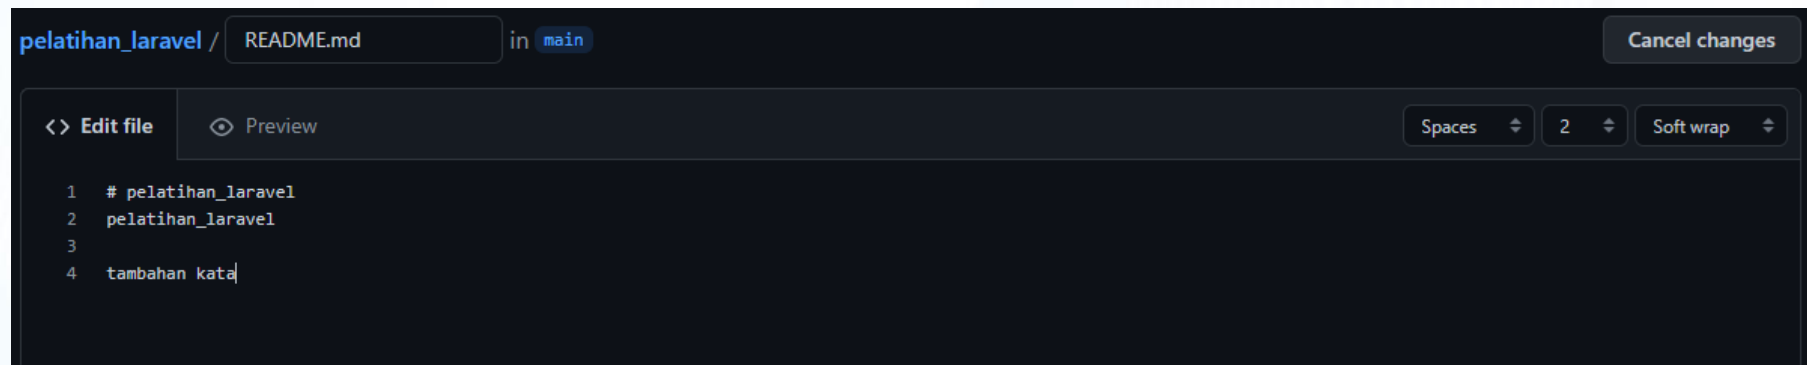 pelatihan_laravel / README.md in main Cancel changes
<> Edit file Preview Spaces 2 Soft wrap
1 # pelatihan_laravel
2 pelatihan_laravel
3
4 tambahan kata